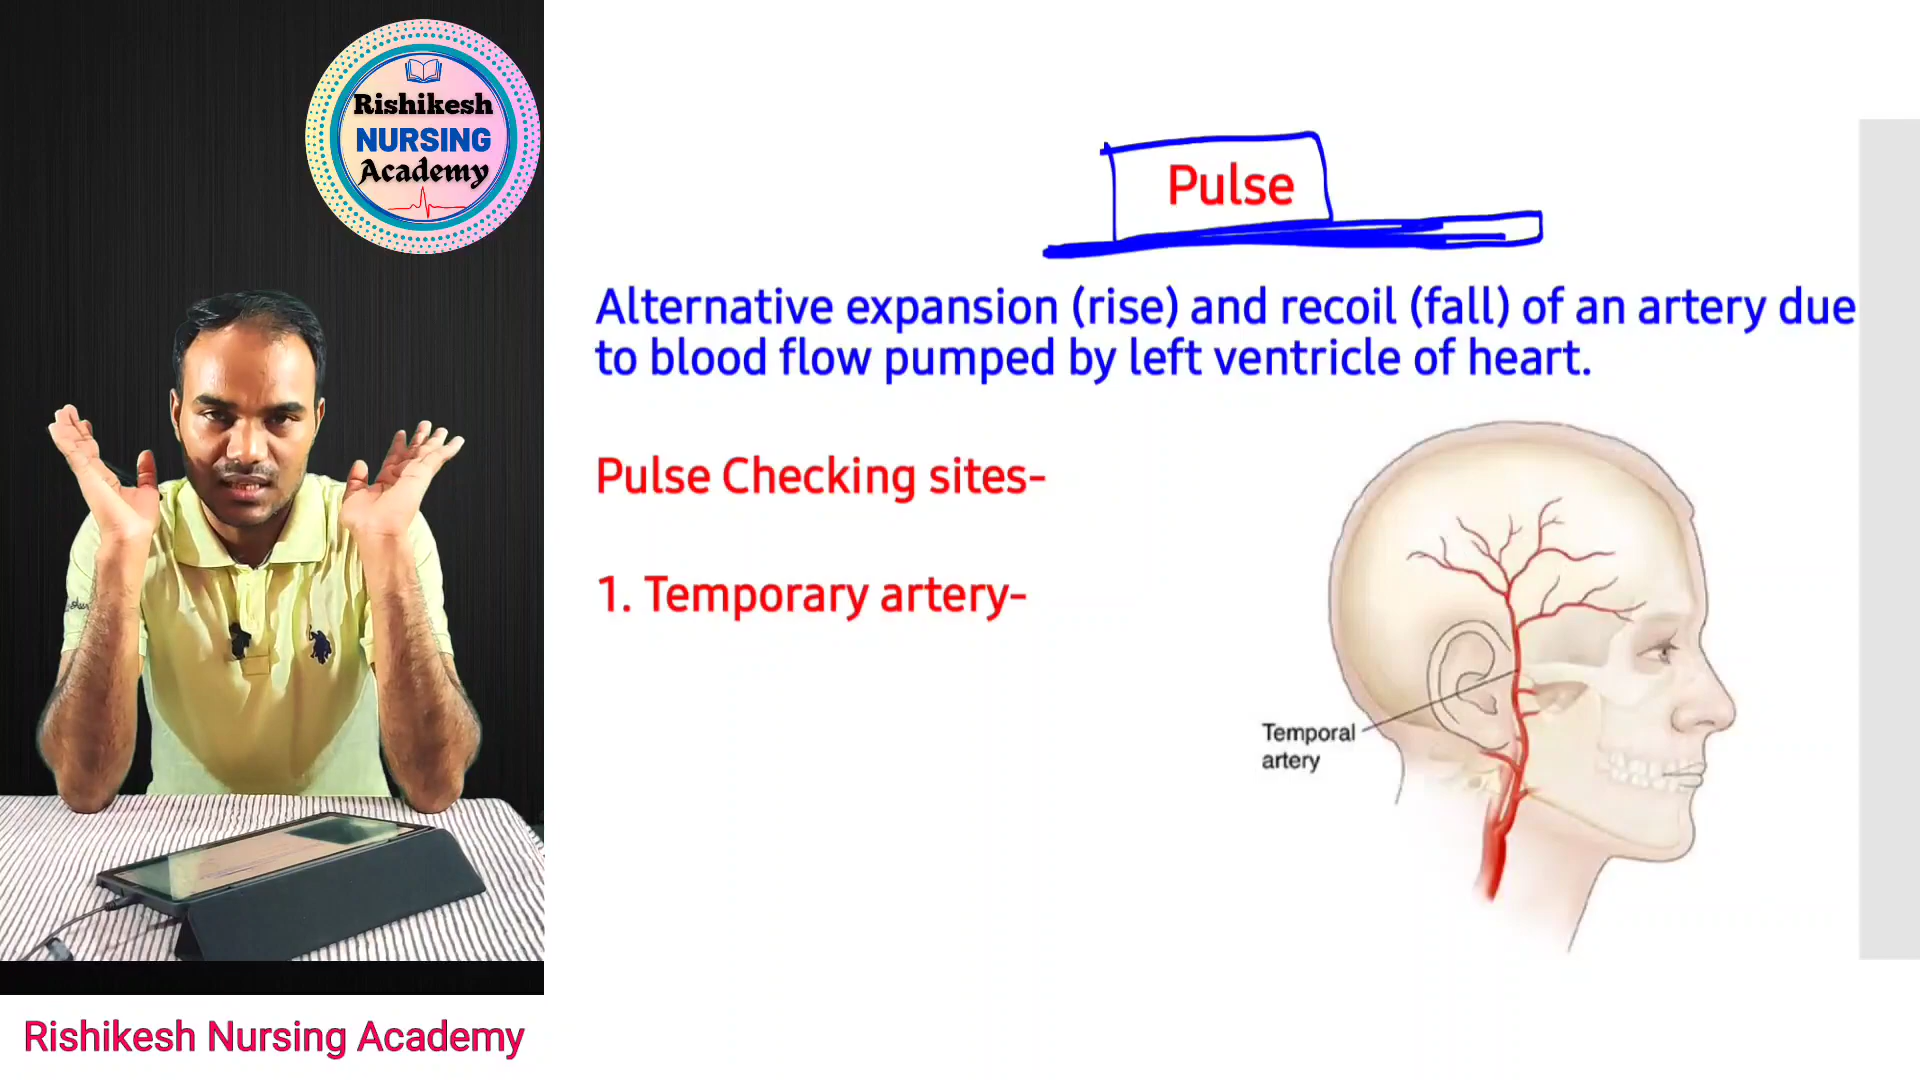 Rishikesh
NURSING
Academy
Pulse
Alternative expansion (rise) and recoil (fall) of an artery due
to blood flow pumped by left ventricle of heart.
Pulse Checking sites-
1. Temporary artery-
Temporal
artery
Rishikesh Nursing Academy